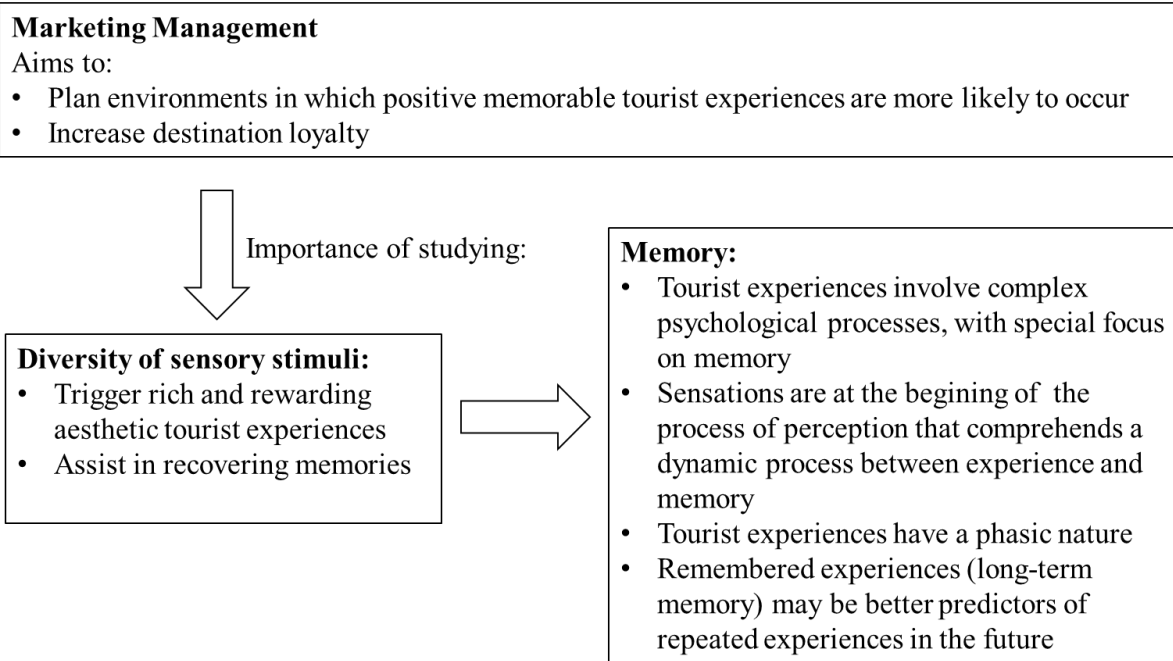 Marketing Management
Aims to:
• Plan environments in which positive memorable tourist experiences are more likely to occur
• Increase destination loyalty
Importance of studying:
Diversity of sensory stimuli:
• Trigger rich and rewarding
aesthetic tourist experiences
• Assist in recovering memories
Memory:
• Tourist experiences involve complex
psychological processes, with special focus
on memory
• Sensations are at the begining of the
process of perception that comprehends a
dynamic process between experience and
memory
• Tourist experiences have a phasic nature
• Remembered experiences (long-term
memory) may be better predictors of
repeated experiences in the future